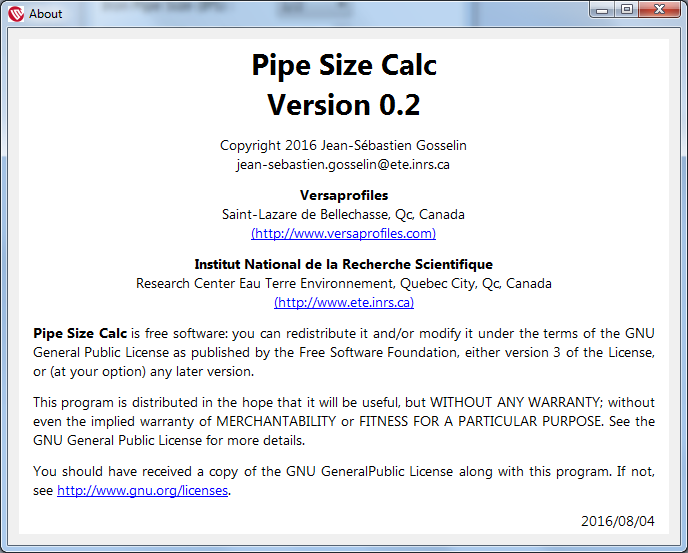 About
Pipe Size Calc
Version 0.2
Copyright 2016 Jean-Sébastien Gosselin
jean-sebastien.gosselin@ete.inrs.ca
Versaprofiles
Saint-Lazare de Bellechasse, Qc, Canada
(http://www.versaprofiles.com)
Institut National de la Recherche Scientifique
Research Center Eau Terre Environnement, Quebec City, Qc, Canada
(http://www.ete.inrs.ca)
Pipe Size Calc is free software: you can redistribute it and/or modify it under the terms of the GNU
General Public License as published by the Free Software Foundation, either version 3 of the License,
or (at your option) any later version.
This program is distributed in the hope that it will be useful, but WITHOUT ANY WARRANTY; without
even the implied warranty of MERCHANTABILITY or FITNESS FOR A PARTICULAR PURPOSE. See the
GNU General Public License for more details.
You should have received a copy of the GNU GeneralPublic License along with this program. If not,
see http://www.gnu.org/licenses.
2016/08/04